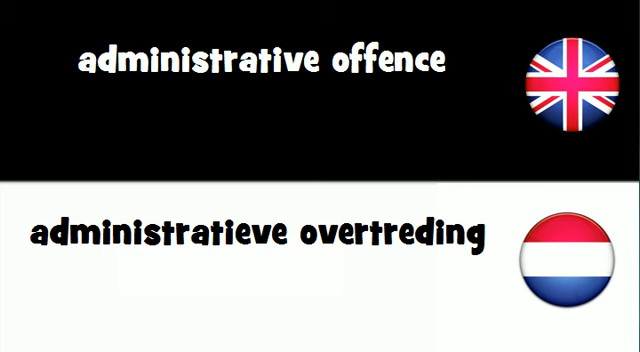 administrative offence
administratieve overtreding